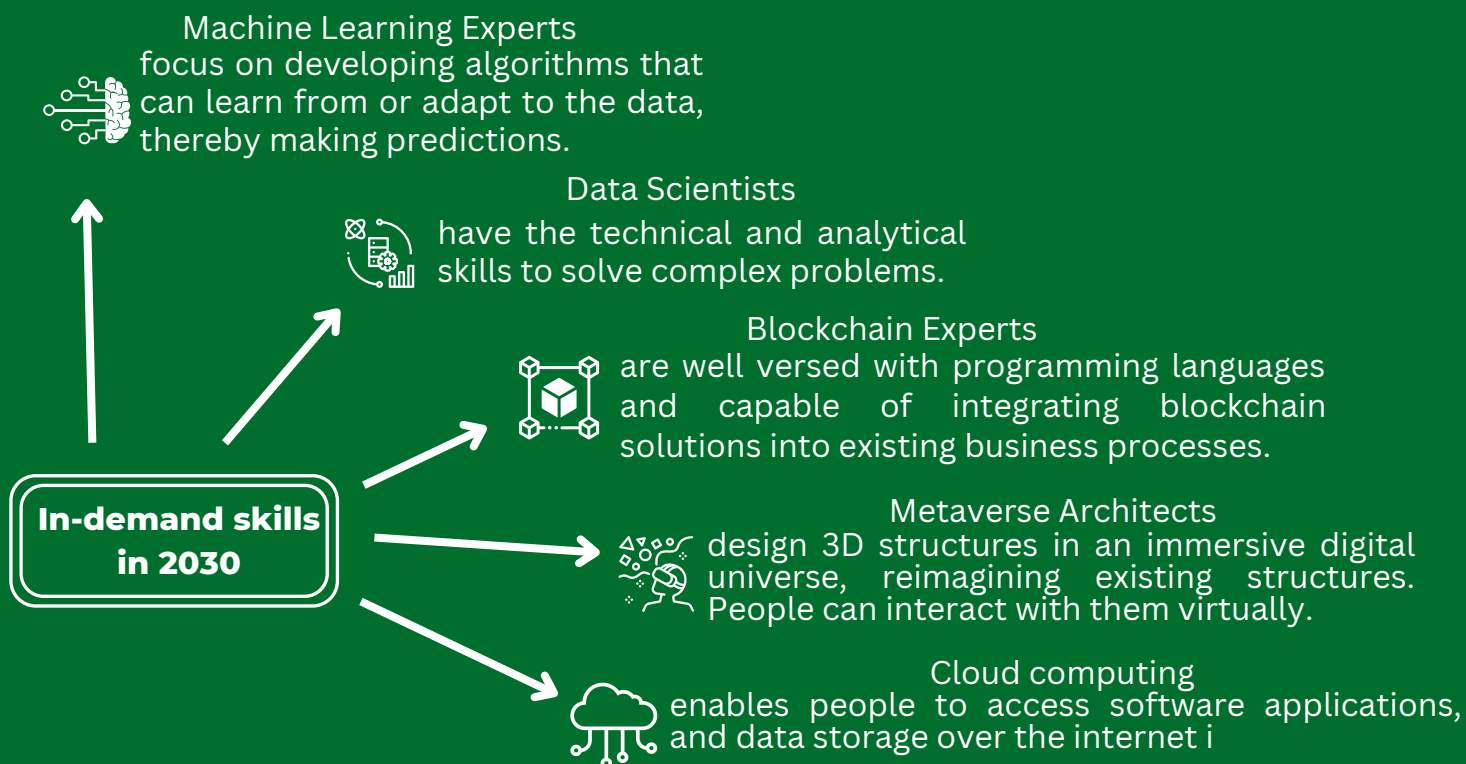 Machine Learning Experts
focus on developing algorithms that
can learn from or adapt to the data,
thereby making predictions.
Data Scientists
have the technical and analytical
skills to solve complex problems.
Blockchain Experts
are well versed with programming languages
and capable of integrating blockchain
solutions into existing business processes.
In-demand skills
in 2030
Metaverse Architects
design 3D structures in an immersive digital
universe, reimagining existing structures.
People can interact with them virtually.
Cloud computing
enables people to access software applications,
and data storage over the internet i